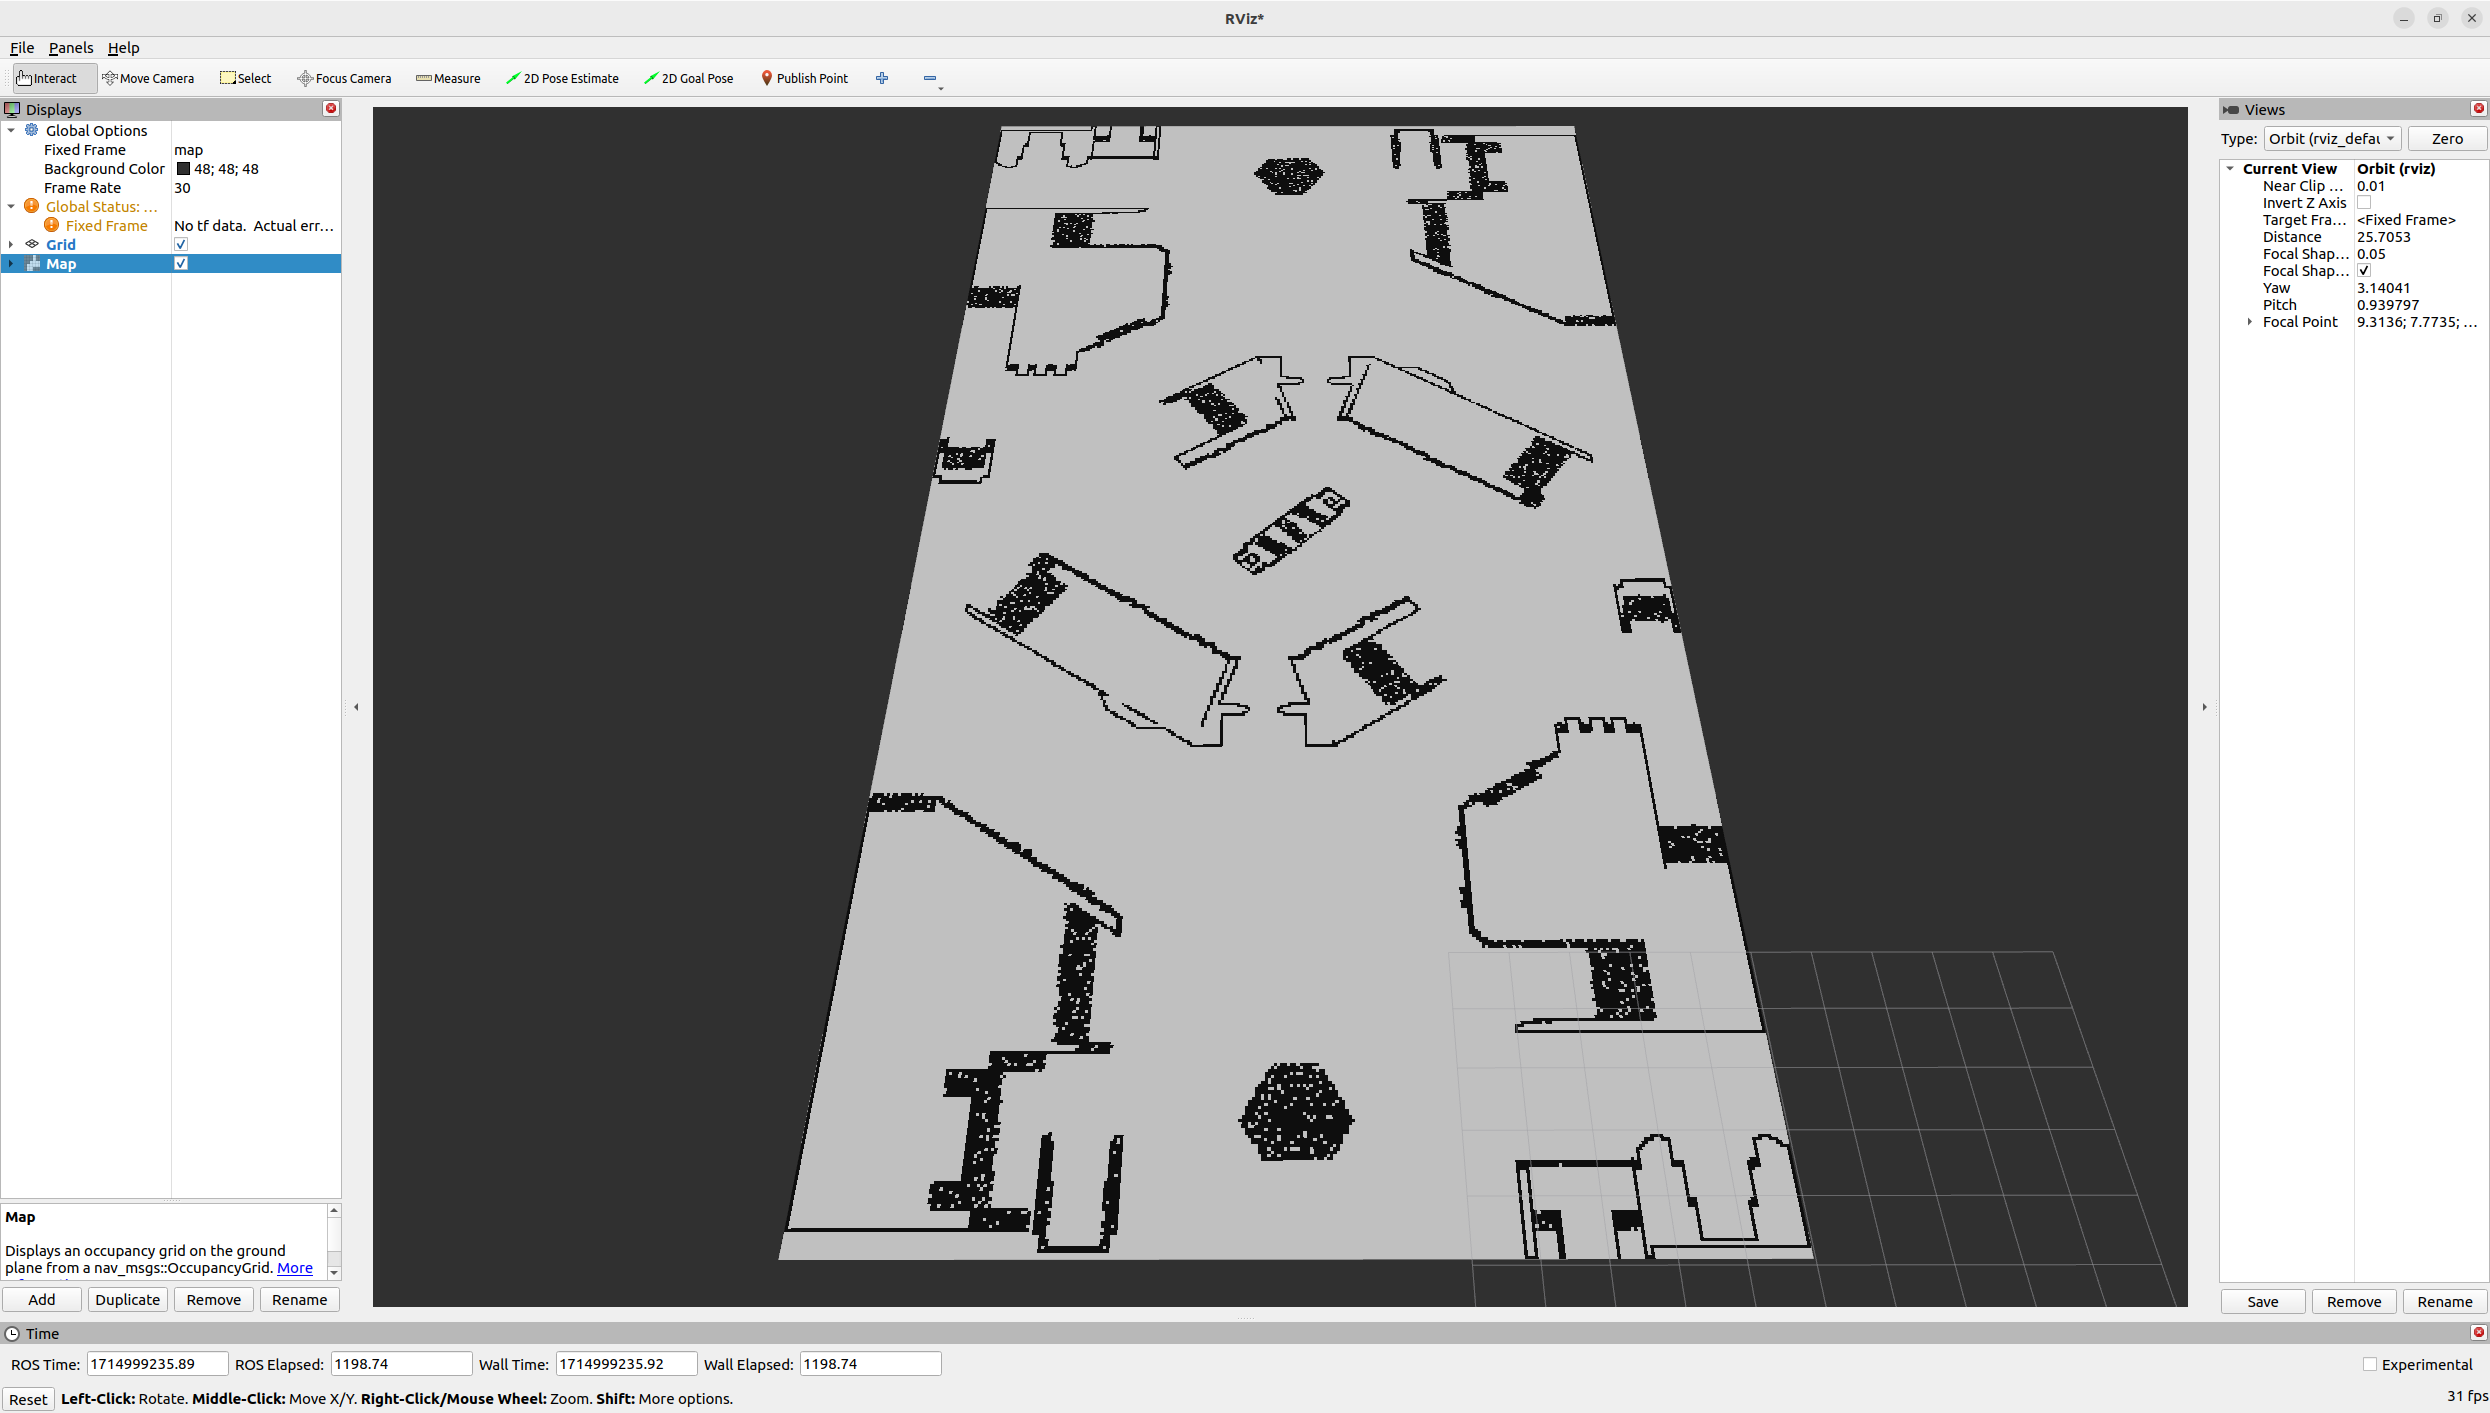 RViz*
File Panels Help
Interact Move Camera Select Focus Camera Measure 2D Pose Estimate 2D Goal Pose Publish Point
Displays
Global Options
Fixed Frame map
Background Color 48; 48; 48
Frame Rate 30
Global Status: ...
Fixed Frame No tf data. Actual err...
Grid
Map
Map
Displays an occupancy grid on the ground
plane from a nav_msgs::OccupancyGrid. More
Add Duplicate Remove Rename
Views
Type: Orbit (rviz_defau Zero
Current View Orbit (rviz)
Near Clip ... 0.01
Invert Z Axis
Target Fra... <Fixed Frame>
Distance 25.7053
Focal Shap... 0.05
Focal Shap...
Yaw 3.14041
Pitch 0.939797
Focal Point 9.3136; 7.7735; ...
Save Remove Rename
Time
ROS Time: 1714999235.89 ROS Elapsed: 1198.74 Wall Time: 1714999235.92 Wall Elapsed: 1198.74 Experimental
Reset Left-Click: Rotate. Middle-Click: Move X/Y. Right-Click/Mouse Wheel: Zoom. Shift: More options. 31 fps